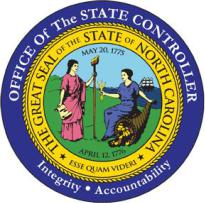 OFFICE OF THE STATE CONTROLLER
THE GREAT SEAL OF THE STATE OF NORTH CAROLINA
MAY 20, 1775
APRIL 12, 1776
ESSE QUAM VIDERI
Integrity • Accountability